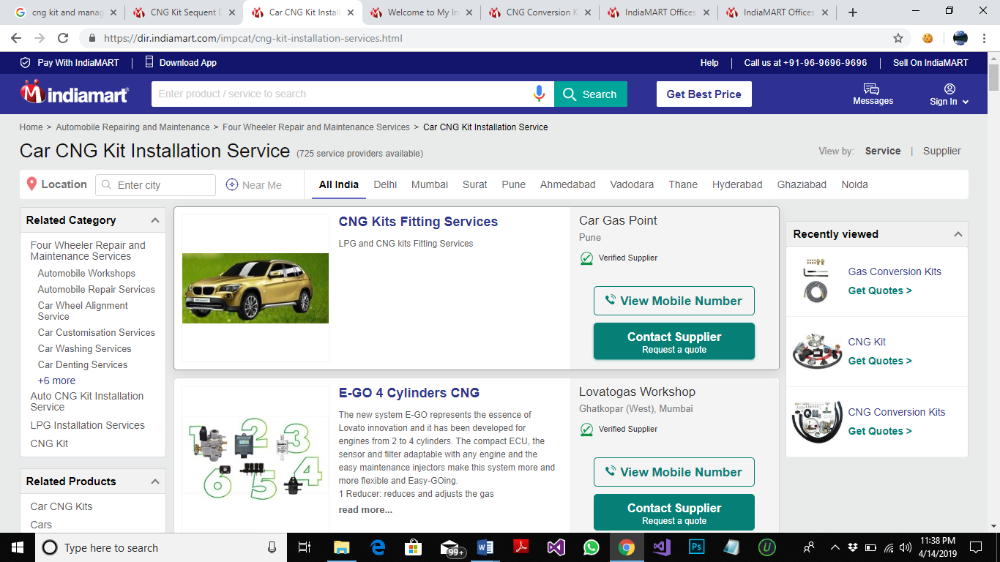 cng kit and manag
CNG Kit Sequent D
Car CNG Kit Install
Welcome to My In
CNG Conversion K
IndiaMART Offices
IndiaMART Offices
https://dir.indiamart.com/impcat/cng-kit-installation-services.html
Pay With IndiaMART | Download App
Help | Call us at +91-96-9696-9696 | Sell On IndiaMART
indiamart
Enter product / service to search
Search
Get Best Price
Messages
Sign In
Home > Automobile Repairing and Maintenance > Four Wheeler Repair and Maintenance Services > Car CNG Kit Installation Service
Car CNG Kit Installation Service (725 service providers available)
View by: Service | Supplier
Location
Enter city
Near Me
All India Delhi Mumbai Surat Pune Ahmedabad Vadodara Thane Hyderabad Ghaziabad Noida
Related Category
Four Wheeler Repair and
Maintenance Services
Automobile Workshops
Automobile Repair Services
Car Wheel Alignment
Service
Car Customisation Services
Car Washing Services
Car Denting Services
+6 more
Auto CNG Kit Installation
Service
LPG Installation Services
CNG Kit
Related Products
Car CNG Kits
Cars
CNG Kits Fitting Services
LPG and CNG kits Fitting Services
Car Gas Point
Pune
Verified Supplier
View Mobile Number
Contact Supplier
Request a quote
1 2 3
6 5 4
E-GO 4 Cylinders CNG
The new system E-GO represents the essence of
Lovato innovation and it has been developed for
engines from 2 to 4 cylinders. The compact ECU, the
sensor and filter adaptable with any engine and the
easy maintenance injectors make this system more and
more flexible and Easy-GOing.
1 Reducer: reduces and adjusts the gas
read more...
Lovatogas Workshop
Ghatkopar (West), Mumbai
Verified Supplier
View Mobile Number
Contact Supplier
Request a quote
Recently viewed
Gas Conversion Kits
Get Quotes >
CNG Kit
Get Quotes >
CNG Conversion Kits
Get Quotes >
Type here to search
99+
11:38 PM
4/14/2019